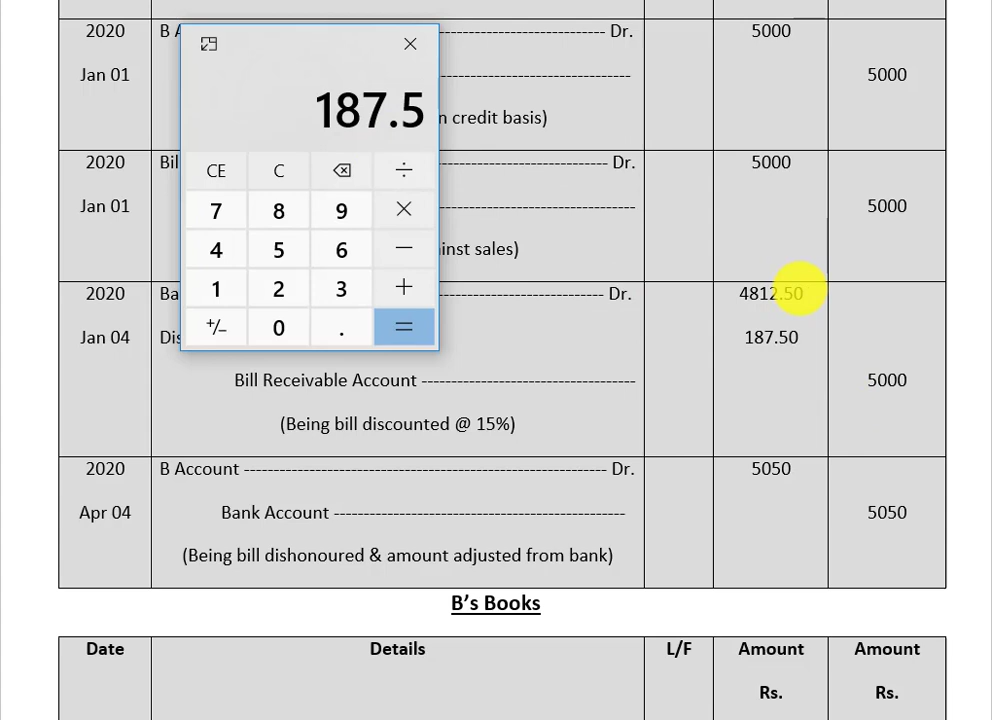 2020 B A Dr. 5000
Jan 01 5000
n credit basis)
2020 Bil Dr. 5000
Jan 01 5000
inst sales)
2020 Ba Dr. 4812.50
Jan 04 Dis 187.50
Bill Receivable Account ------------------------------------ 5000
(Being bill discounted @ 15%)
2020 B Account ------------------------------------------------------------- Dr. 5050
Apr 04 Bank Account ------------------------------------------------- 5050
(Being bill dishonoured & amount adjusted from bank)
B’s Books
Date Details L/F Amount Amount
Rs. Rs.
187.5
CE C ÷
7 8 9 ×
4 5 6 −
1 2 3 +
+/− 0 . =